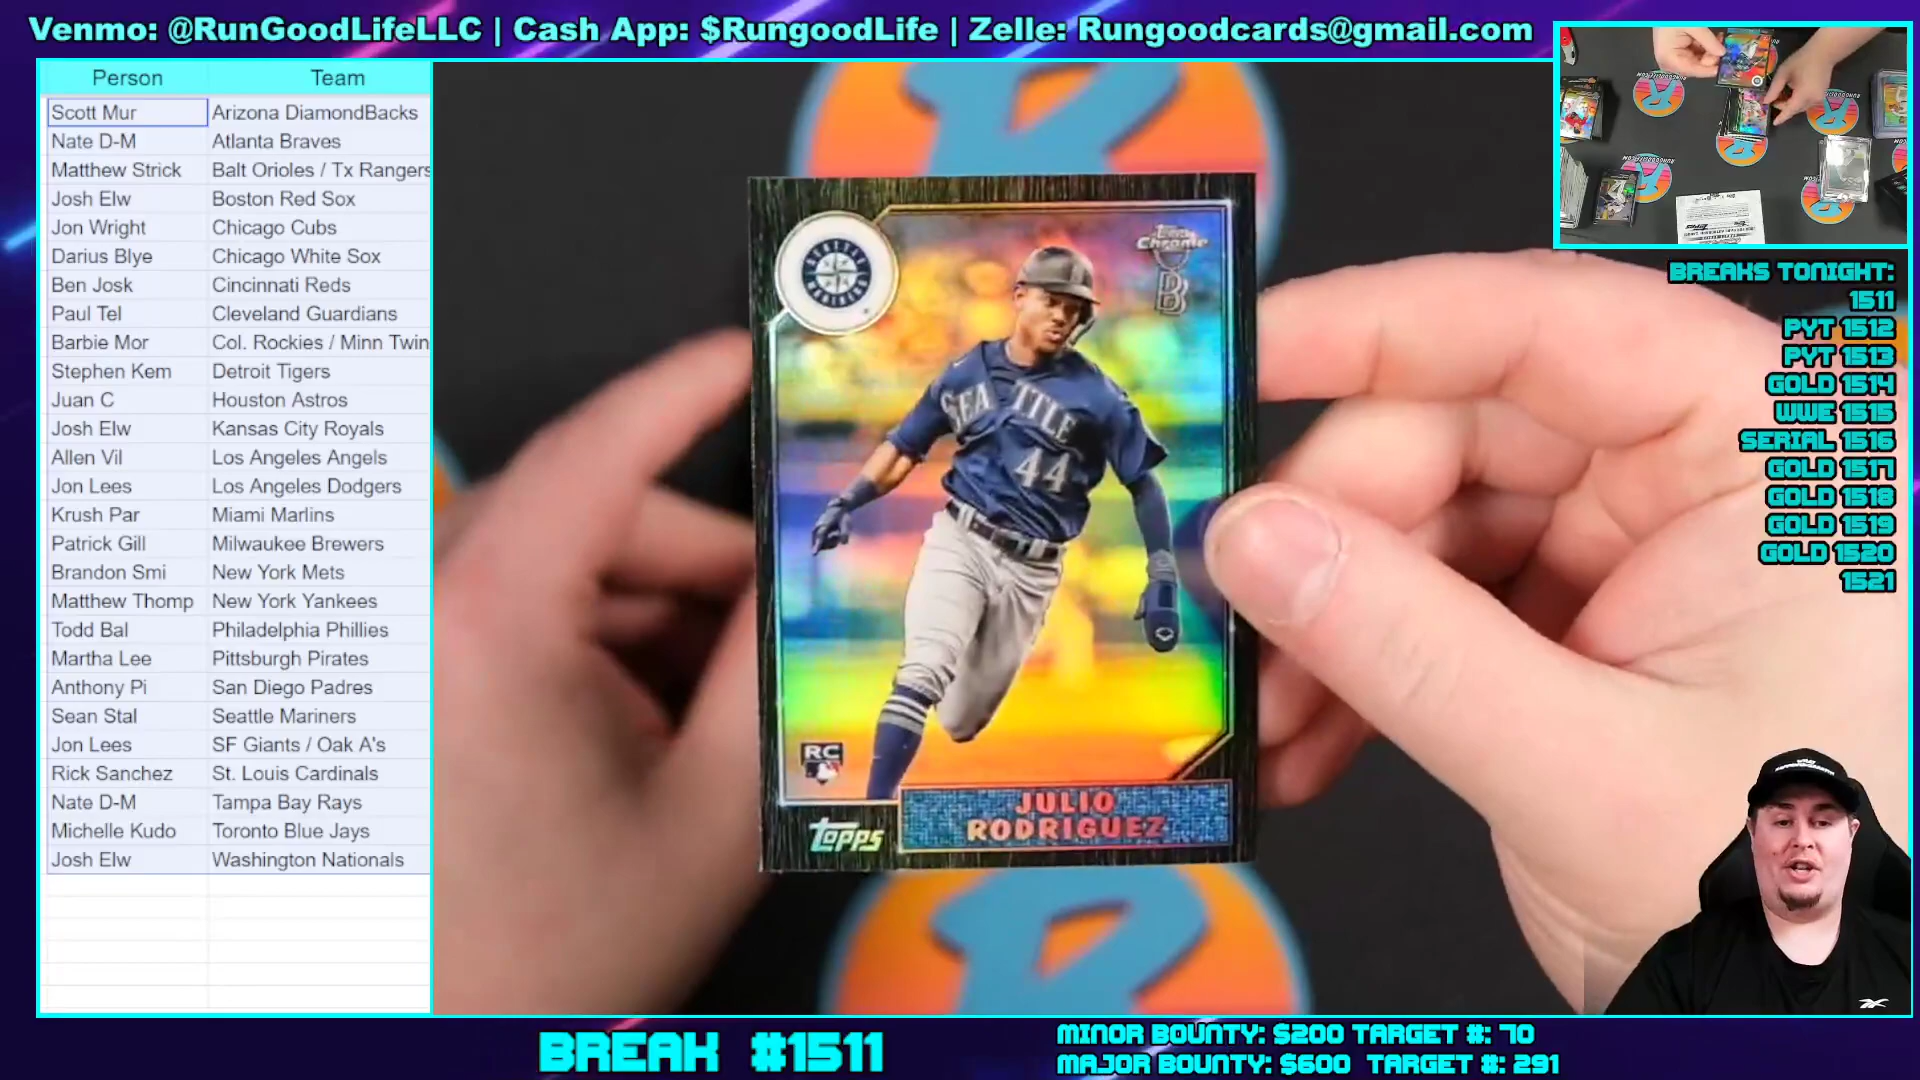 Venmo: @RunGoodLifeLLC | Cash App: $RungoodLife | Zelle: Rungoodcards@gmail.com
Person Team
Scott Mur Arizona DiamondBacks
Nate D-M Atlanta Braves
Matthew Strick Balt Orioles / Tx Rangers
Josh Elw Boston Red Sox
Jon Wright Chicago Cubs
Darius Blye Chicago White Sox
Ben Josk Cincinnati Reds
Paul Tel Cleveland Guardians
Barbie Mor Col. Rockies / Minn Twin
Stephen Kem Detroit Tigers
Juan C Houston Astros
Josh Elw Kansas City Royals
Allen Vil Los Angeles Angels
Jon Lees Los Angeles Dodgers
Krush Par Miami Marlins
Patrick Gill Milwaukee Brewers
Brandon Smi New York Mets
Matthew Thomp New York Yankees
Todd Bal Philadelphia Phillies
Martha Lee Pittsburgh Pirates
Anthony Pi San Diego Padres
Sean Stal Seattle Mariners
Jon Lees SF Giants / Oak A's
Rick Sanchez St. Louis Cardinals
Nate D-M Tampa Bay Rays
Michelle Kudo Toronto Blue Jays
Josh Elw Washington Nationals
SEATTLE
MARINERS
Topps
Chrome
B
SEATTLE
44
RC
Topps
JULIO
RODRIGUEZ
BREAKS TONIGHT:
1511
PYT 1512
PYT 1513
GOLD 1514
WWE 1515
SERIAL 1516
GOLD 1517
GOLD 1518
GOLD 1519
GOLD 1520
1521
BREAK #1511
MINOR BOUNTY: $200 TARGET #: 70
MAJOR BOUNTY: $600 TARGET #: 291